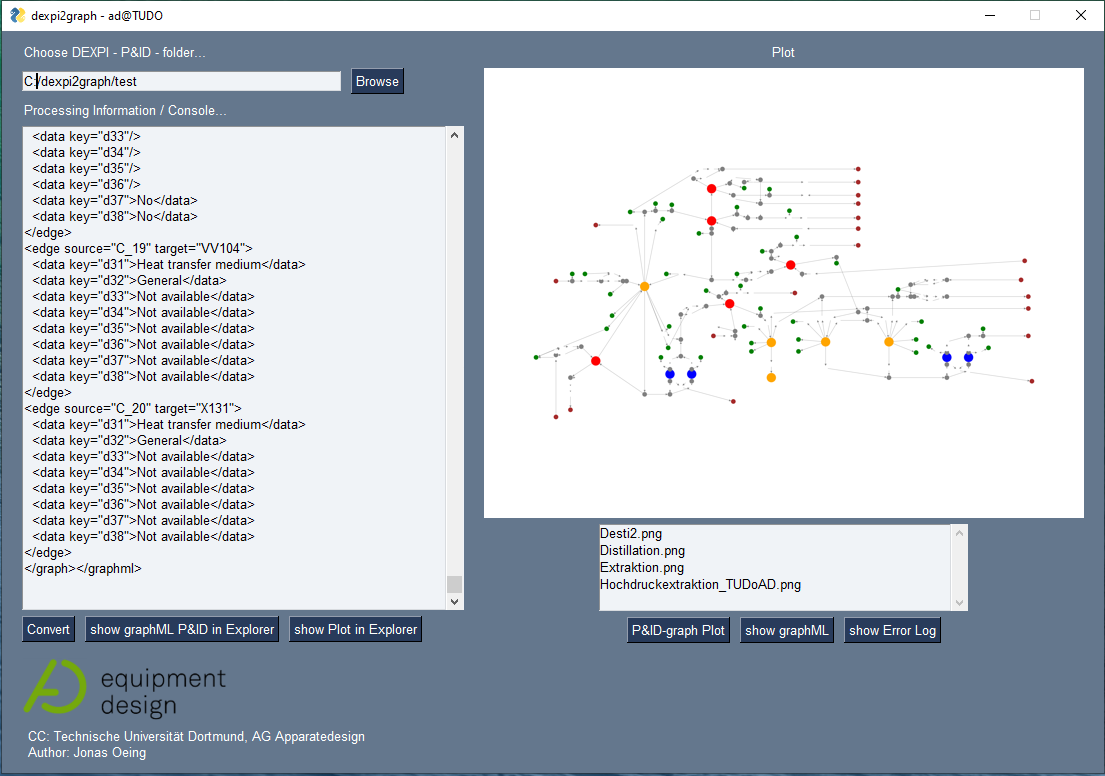 dexpi2graph - ad@TUDO
Choose DEXPI - P&ID - folder...
C:/dexpi2graph/test
Browse
Processing Information / Console...
<data key="d33"/>
<data key="d34"/>
<data key="d35"/>
<data key="d36"/>
<data key="d37">No</data>
<data key="d38">No</data>
</edge>
<edge source="C_19" target="VV104">
<data key="d31">Heat transfer medium</data>
<data key="d32">General</data>
<data key="d33">Not available</data>
<data key="d34">Not available</data>
<data key="d35">Not available</data>
<data key="d36">Not available</data>
<data key="d37">Not available</data>
<data key="d38">Not available</data>
</edge>
<edge source="C_20" target="X131">
<data key="d31">Heat transfer medium</data>
<data key="d32">General</data>
<data key="d33">Not available</data>
<data key="d34">Not available</data>
<data key="d35">Not available</data>
<data key="d36">Not available</data>
<data key="d37">Not available</data>
<data key="d38">Not available</data>
</edge>
</graph></graphml>
Convert
show graphML P&ID in Explorer
show Plot in Explorer
Plot
Desti2.png
Distillation.png
Extraktion.png
Hochdruckextraktion_TUDoAD.png
P&ID-graph Plot
show graphML
show Error Log
equipment
design
CC: Technische Universität Dortmund, AG Apparatedesign
Author: Jonas Oeing